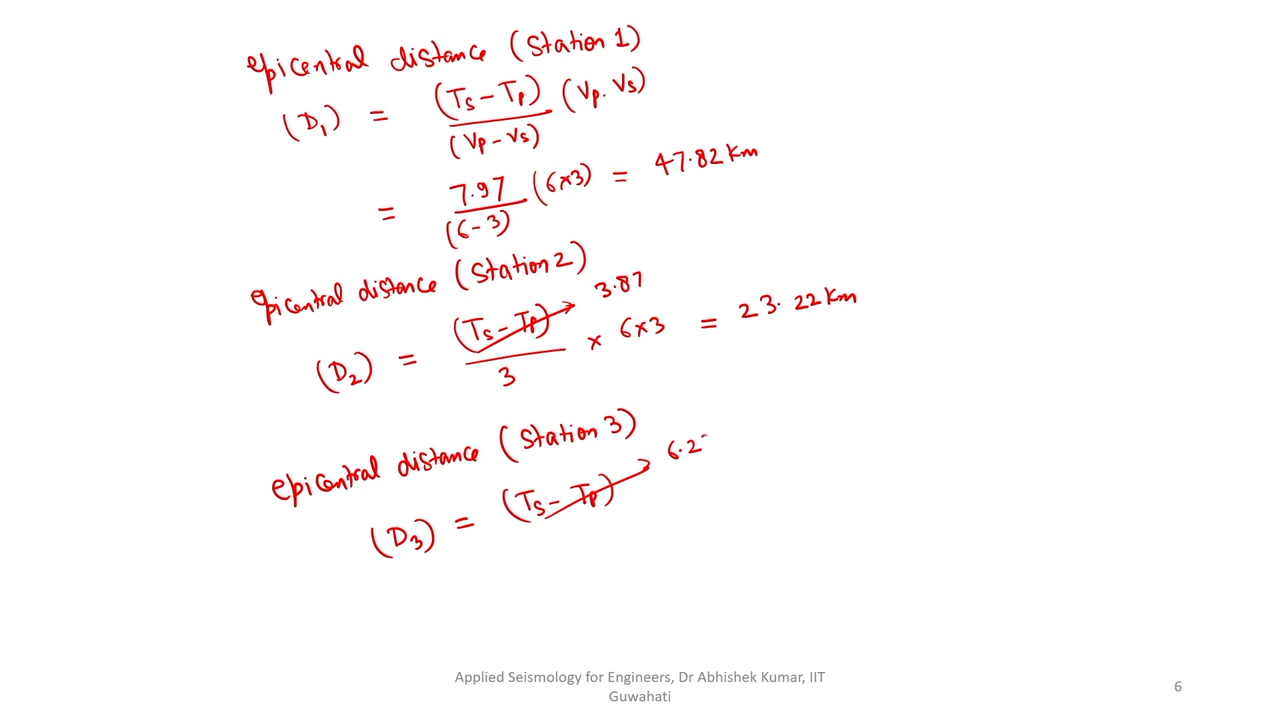 epicentral distance (Station 1)
(D₁) = (Ts - Tp) / (Vp - Vs) (Vp. Vs)
= 7.97 / (6-3) (6x3) = 47.82 Km
epicentral distance (Station 2)
(D₂) = (Ts - Tp) → 3.87 / 3 x 6x3 = 23.22 Km
epicentral distance (Station 3)
(D₃) = (Ts - Tp) → 6.2
Applied Seismology for Engineers, Dr Abhishek Kumar, IIT
Guwahati
6